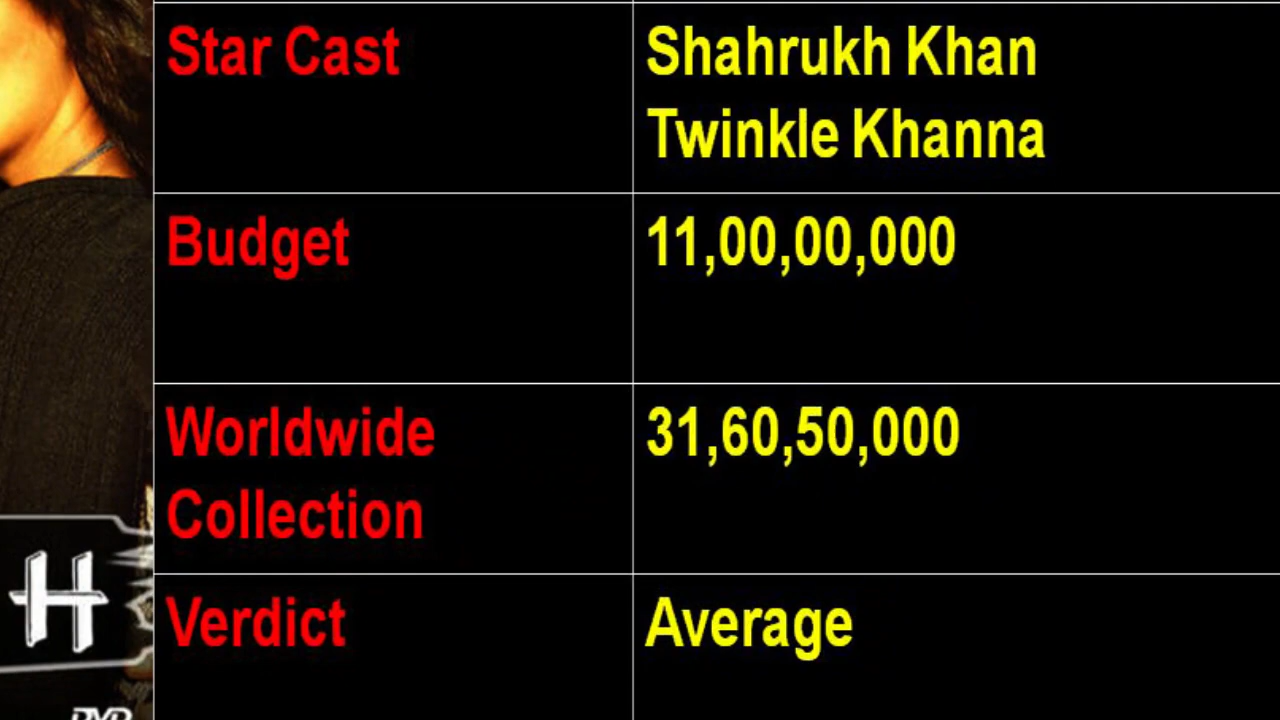 Star Cast
Shahrukh Khan
Twinkle Khanna
Budget
11,00,00,000
Worldwide
Collection
31,60,50,000
Verdict
Average
H
DVD